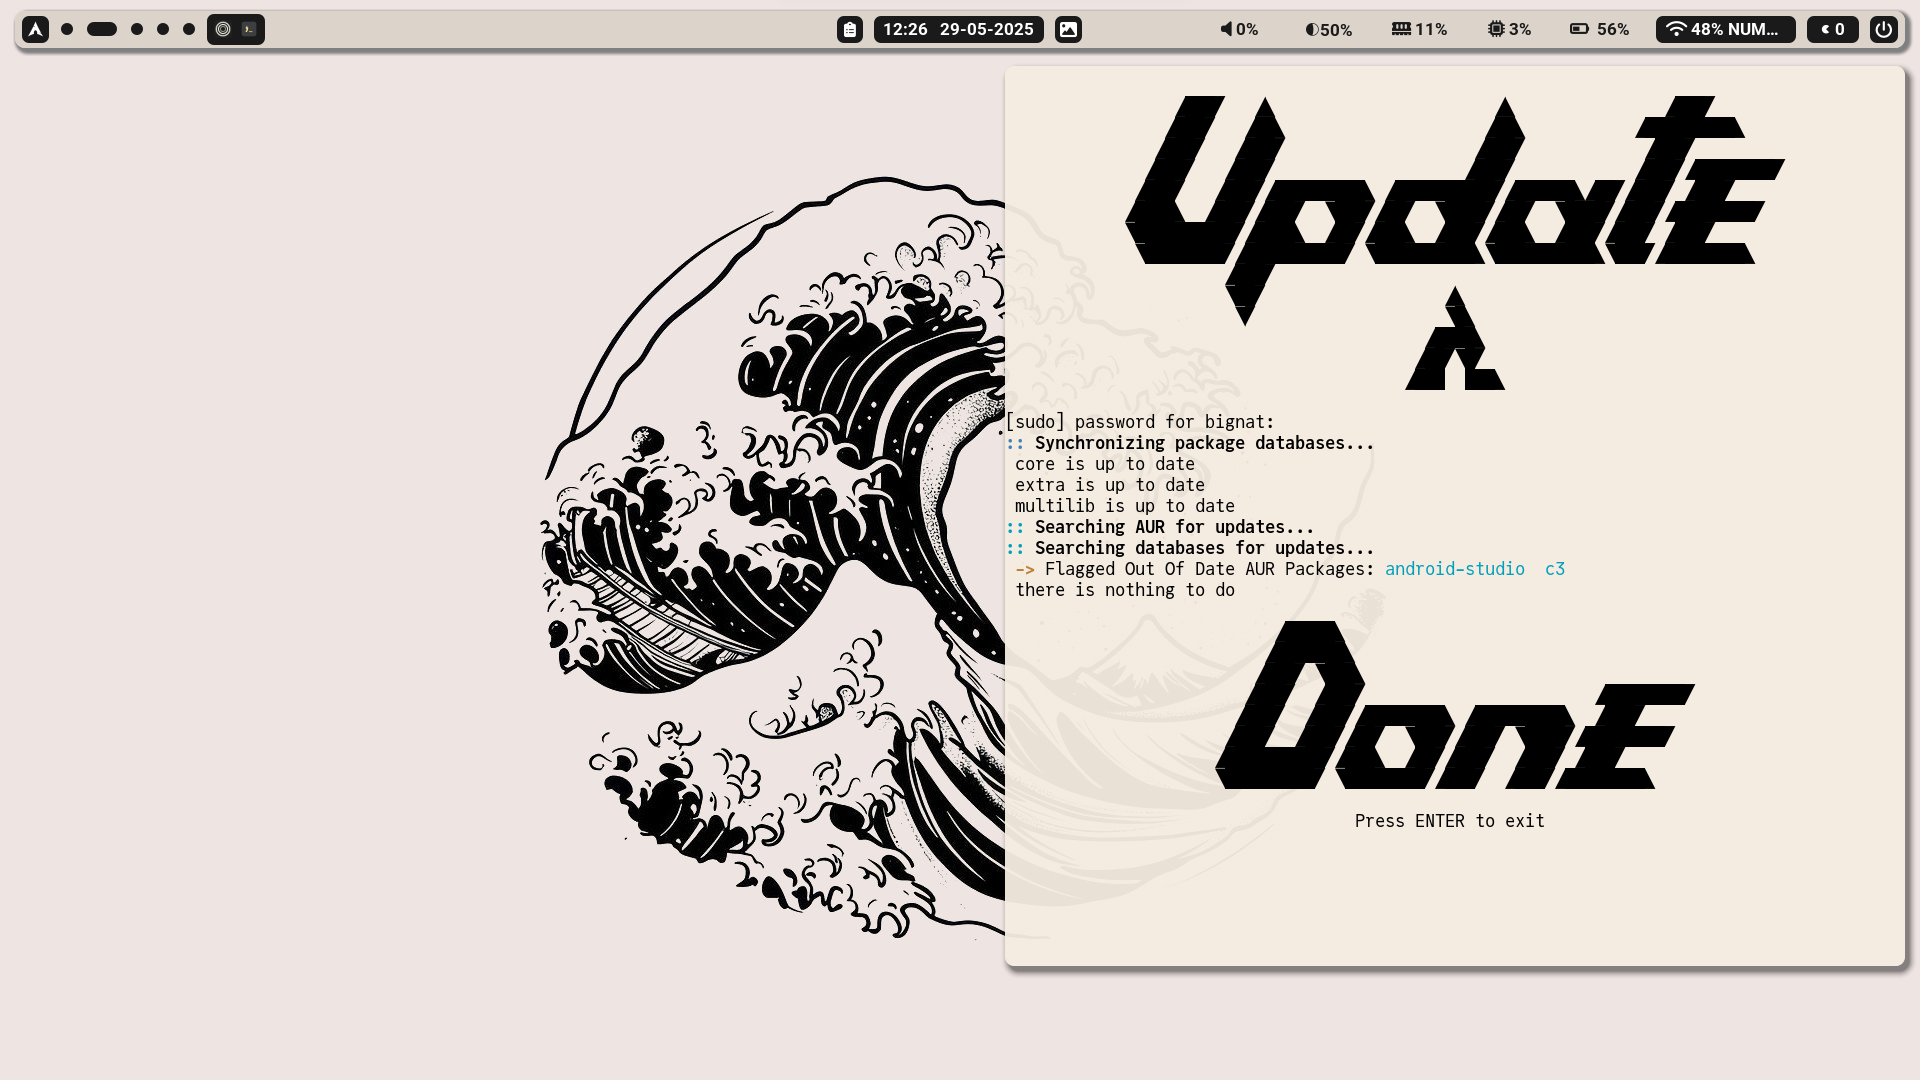 12:26 29-05-2025
0%
50%
11%
3%
56%
48% NUM...
0
UpdatE
[sudo] password for bignat:
:: Synchronizing package databases...
core is up to date
extra is up to date
multilib is up to date
:: Searching AUR for updates...
:: Searching databases for updates...
-> Flagged Out Of Date AUR Packages: android-studio c3
there is nothing to do
DonE
Press ENTER to exit